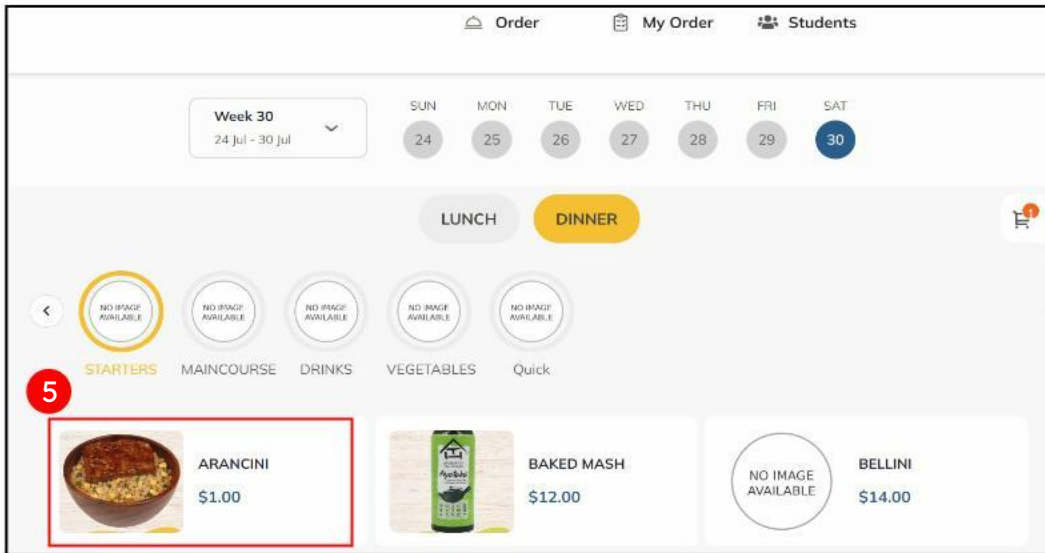 Order My Order Students
SUN MON TUE WED THU FRI SAT
Week 30
24 Jul - 30 Jul
24 25 26 27 28 29 30
LUNCH DINNER
1
NO IMAGE AVAILABLE
NO IMAGE AVAILABLE
NO IMAGE AVAILABLE
NO IMAGE AVAILABLE
NO IMAGE AVAILABLE
STARTERS MAINCOURSE DRINKS VEGETABLES Quick
5
ARANCINI
$1.00
BAKED MASH
$12.00
NO IMAGE
AVAILABLE
BELLINI
$14.00